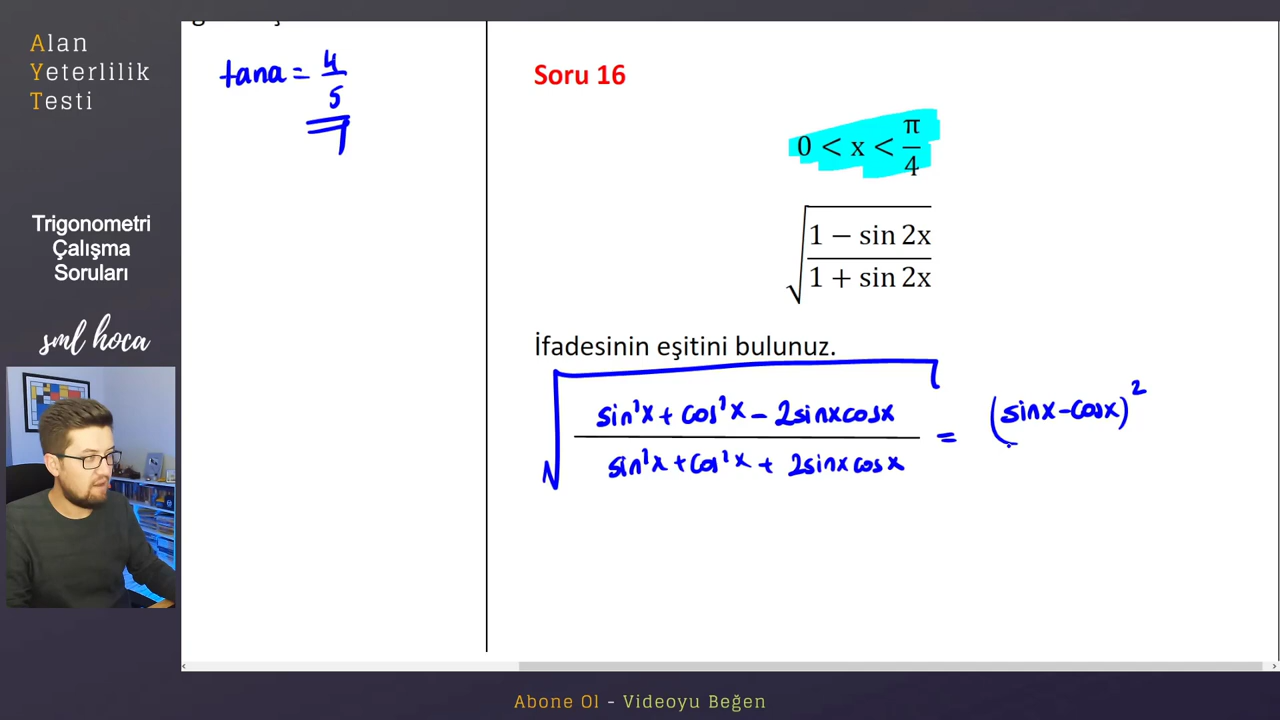 Alan
Yeterlilik
Testi
Trigonometri
Çalışma
Soruları
sml hoca
tana = 4/5
Soru 16
0 < x < π/4
√((1 − sin 2x)/(1 + sin 2x))
İfadesinin eşitini bulunuz.
√((sin²x + cos²x − 2sinxcosx)/(sin²x + cos²x + 2sinxcosx)) = (sinx − cosx)²
Abone Ol - Videoyu Beğen